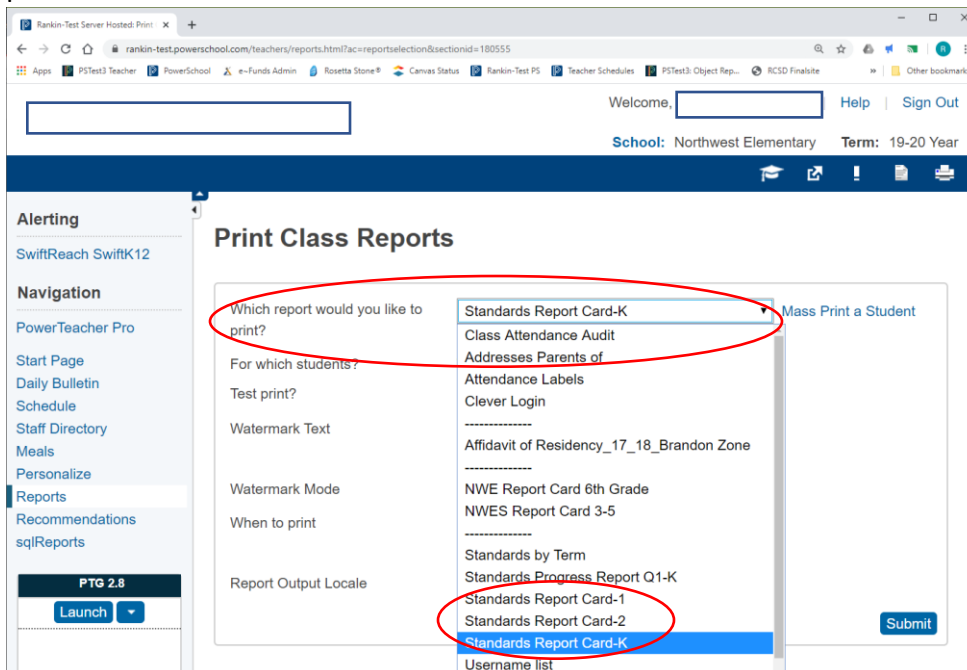 Rankin-Test Server Hosted: Print
rankin-test.powerschool.com/teachers/reports.html?ac=reportselection&sectionid=180555
Apps PSTest3 Teacher PowerSchool e~Funds Admin Rosetta Stone® Canvas Status Rankin-Test PS Teacher Schedules PSTest3: Object Rep... RCSD Finalsite » Other bookmark
Welcome, | Help | Sign Out
School: Northwest Elementary Term: 19-20 Year
Alerting
SwiftReach SwiftK12
Navigation
PowerTeacher Pro
Start Page
Daily Bulletin
Schedule
Staff Directory
Meals
Personalize
Reports
Recommendations
sqlReports
PTG 2.8
Launch
Print Class Reports
Which report would you like to
print?
Standards Report Card-K
Mass Print a Student
For which students?
Test print?
Watermark Text
Watermark Mode
When to print
Report Output Locale
Class Attendance Audit
Addresses Parents of
Attendance Labels
Clever Login
--------------
Affidavit of Residency_17_18_Brandon Zone
--------------
NWE Report Card 6th Grade
NWES Report Card 3-5
--------------
Standards by Term
Standards Progress Report Q1-K
Standards Report Card-1
Standards Report Card-2
Standards Report Card-K
Username list
Submit